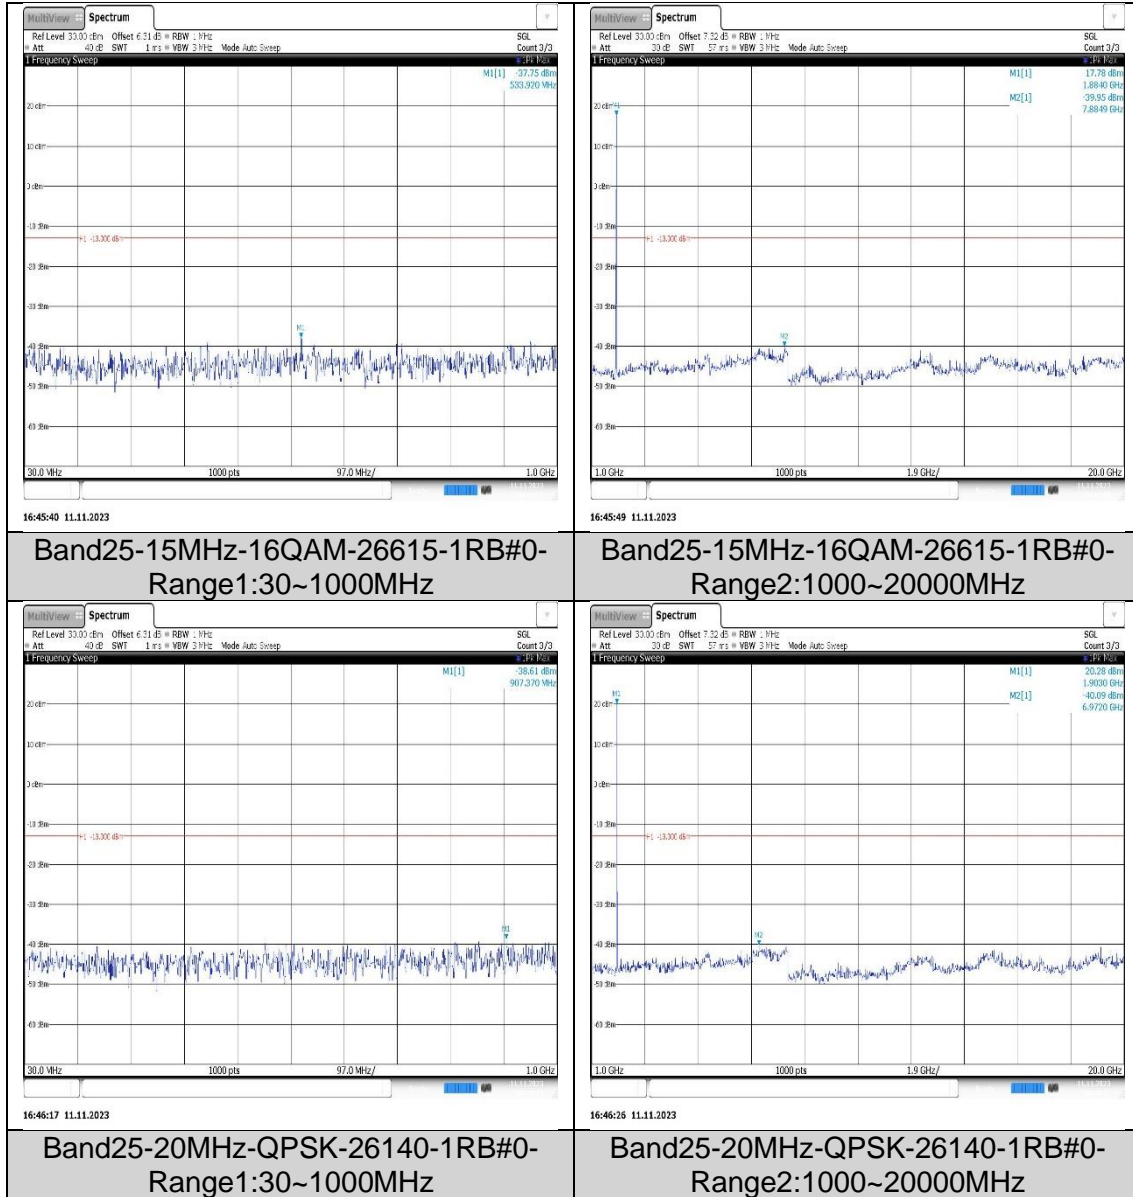 MultiView Spectrum
Ref Level 30.00 dBm Offset 6.31 dB RBW 1 MHz SGL
Att 40 dB SWT 1 ms VBW 3 MHz Mode Auto Sweep Count 3/3
1 Frequency Sweep 1Pk Max
M1[1] -37.75 dBm
533.920 MHz
20 dBm
10 dBm
0 dBm
-10 dBm
H1 -13.000 dBm
-20 dBm
-30 dBm
M1
-40 dBm
-50 dBm
-60 dBm
30.0 MHz 1000 pts 97.0 MHz/ 1.0 GHz
16:45:40 11.11.2023
MultiView Spectrum
Ref Level 30.00 dBm Offset 7.32 dB RBW 1 MHz SGL
Att 30 dB SWT 57 ms VBW 3 MHz Mode Auto Sweep Count 3/3
1 Frequency Sweep 1Pk Max
M1[1] 17.78 dBm
1.8840 GHz
M2[1] -39.95 dBm
7.8849 GHz
20 dBm M1
10 dBm
0 dBm
-10 dBm
H1 -13.000 dBm
-20 dBm
-30 dBm
M2
-40 dBm
-50 dBm
-60 dBm
1.0 GHz 1000 pts 1.9 GHz/ 20.0 GHz
16:45:49 11.11.2023
Band25-15MHz-16QAM-26615-1RB#0-
Range1:30~1000MHz
Band25-15MHz-16QAM-26615-1RB#0-
Range2:1000~20000MHz
MultiView Spectrum
Ref Level 30.00 dBm Offset 6.31 dB RBW 1 MHz SGL
Att 40 dB SWT 1 ms VBW 3 MHz Mode Auto Sweep Count 3/3
1 Frequency Sweep 1Pk Max
M1[1] -38.61 dBm
907.370 MHz
20 dBm
10 dBm
0 dBm
-10 dBm
H1 -13.000 dBm
-20 dBm
-30 dBm
M1
-40 dBm
-50 dBm
-60 dBm
30.0 MHz 1000 pts 97.0 MHz/ 1.0 GHz
16:46:17 11.11.2023
MultiView Spectrum
Ref Level 30.00 dBm Offset 7.32 dB RBW 1 MHz SGL
Att 30 dB SWT 57 ms VBW 3 MHz Mode Auto Sweep Count 3/3
1 Frequency Sweep 1Pk Max
M1[1] 20.28 dBm
1.9030 GHz
M2[1] -40.09 dBm
6.9720 GHz
M1
20 dBm
10 dBm
0 dBm
-10 dBm
H1 -13.000 dBm
-20 dBm
-30 dBm
M2
-40 dBm
-50 dBm
-60 dBm
1.0 GHz 1000 pts 1.9 GHz/ 20.0 GHz
16:46:26 11.11.2023
Band25-20MHz-QPSK-26140-1RB#0-
Range1:30~1000MHz
Band25-20MHz-QPSK-26140-1RB#0-
Range2:1000~20000MHz